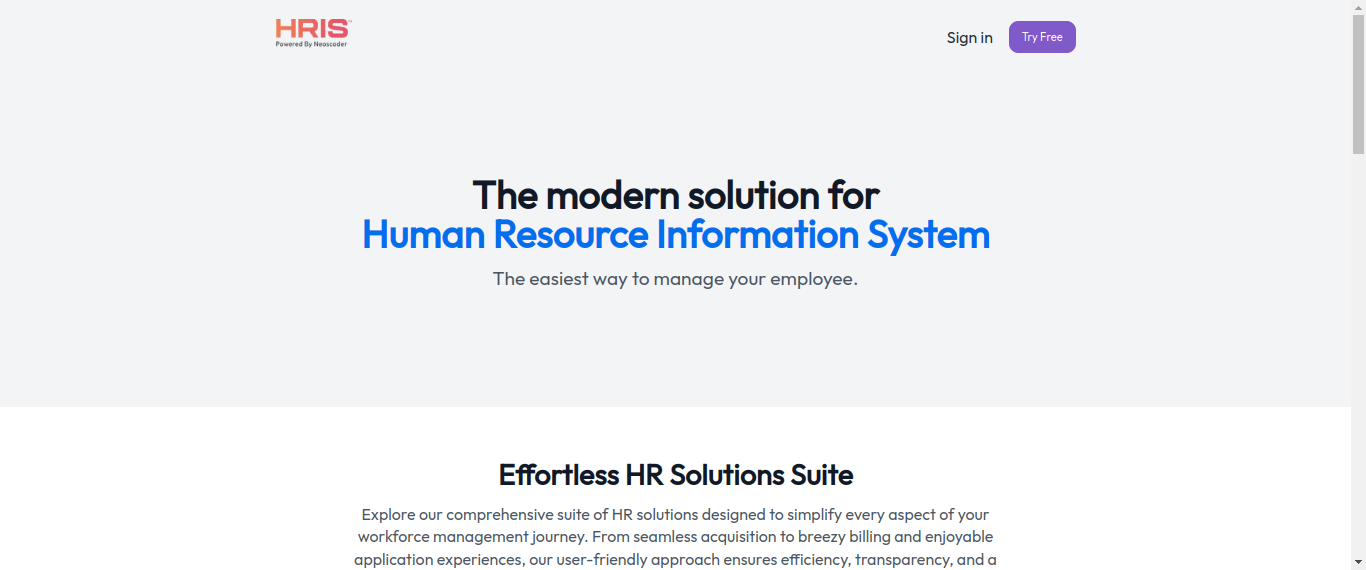 HRIS™
Powered By Neoscoder
Sign in
Try Free
The modern solution for
Human Resource Information System
The easiest way to manage your employee.
Effortless HR Solutions Suite
Explore our comprehensive suite of HR solutions designed to simplify every aspect of your
workforce management journey. From seamless acquisition to breezy billing and enjoyable
application experiences, our user-friendly approach ensures efficiency, transparency, and a